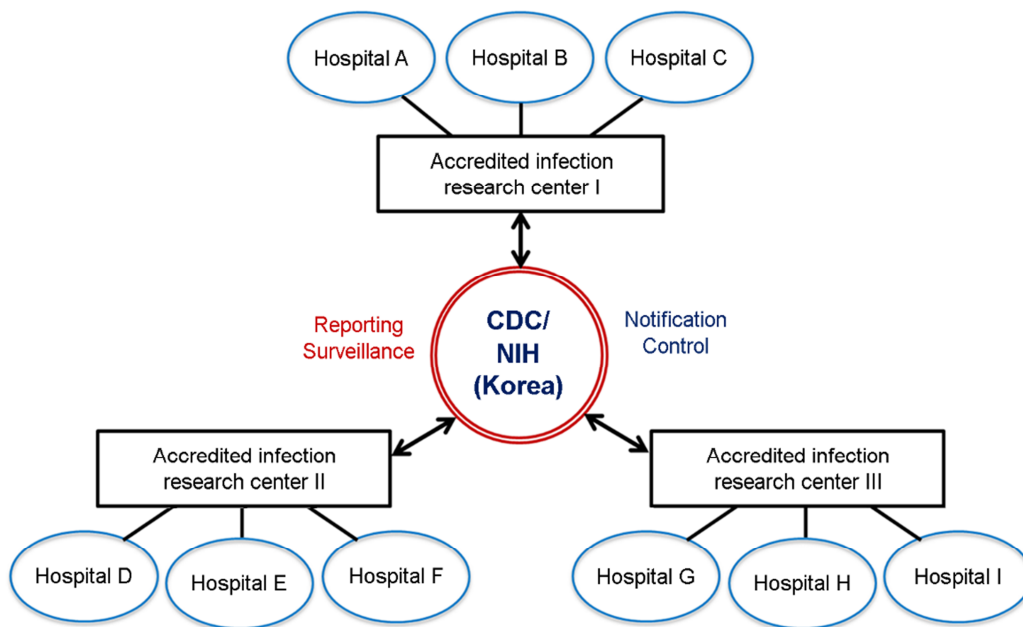 Hospital A
Hospital B
Hospital C
Accredited infection
research center I
Reporting
Surveillance
CDC/
NIH
(Korea)
Notification
Control
Accredited infection
research center II
Accredited infection
research center III
Hospital D
Hospital E
Hospital F
Hospital G
Hospital H
Hospital I